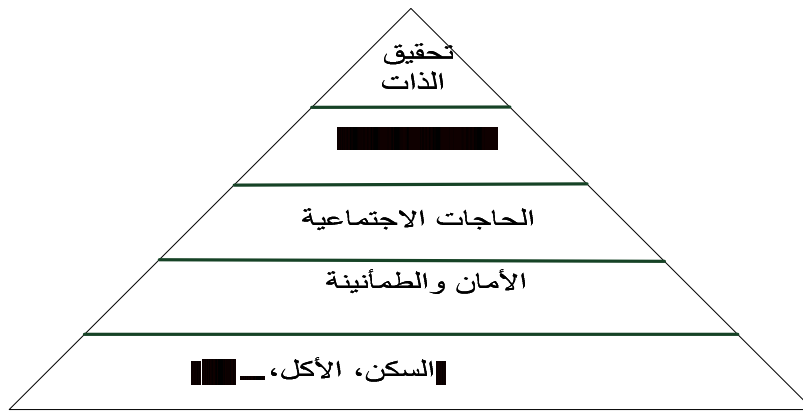 تحقيق
الذات
الحاجات الاجتماعية
الأمان والطمأنينة
السكن، الأكل،